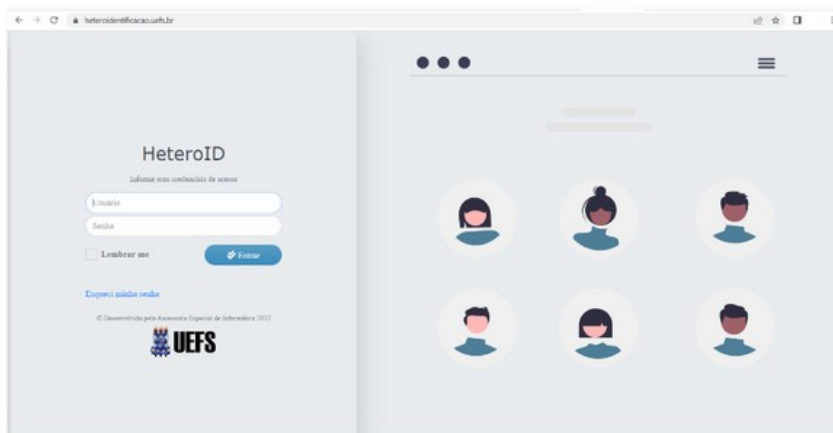 heteroidentificacao.uefs.br
HeteroID
Informe suas credenciais de acesso
Usuário
Senha
Lembrar me
Entrar
Esqueci minha senha
© Desenvolvido pela Assessoria Especial de Informática 2022
UEFS